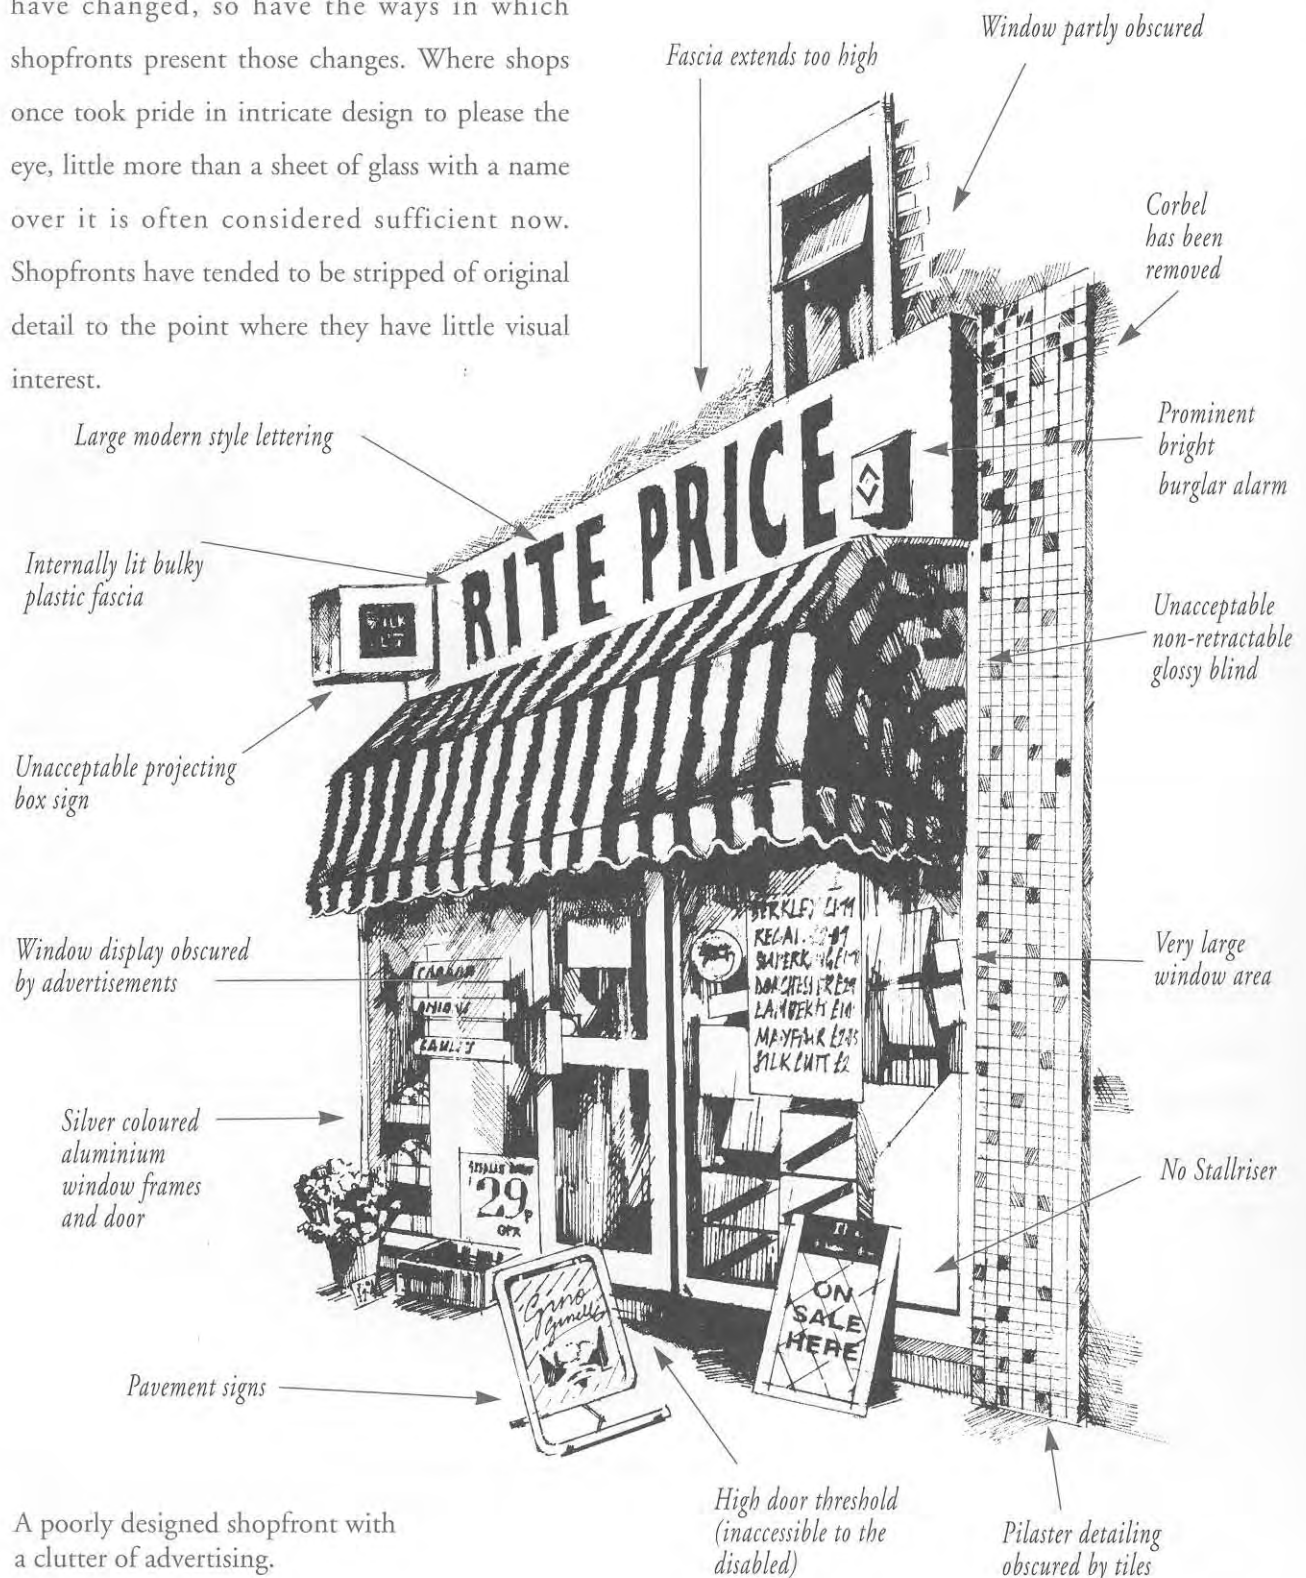 have changed, so have the ways in which
shopfronts present those changes. Where shops
once took pride in intricate design to please the
eye, little more than a sheet of glass with a name
over it is often considered sufficient now.
Shopfronts have tended to be stripped of original
detail to the point where they have little visual
interest.
Fascia extends too high
Window partly obscured
Corbel
has been
removed
Large modern style lettering
Prominent
bright
burglar alarm
Internally lit bulky
plastic fascia
RITE PRICE
Unacceptable
non-retractable
glossy blind
Unacceptable projecting
box sign
Window display obscured
by advertisements
REGAL
MAYFAIR
SILK CUTT £2
Very large
window area
Silver coloured
aluminium
window frames
and door
29P
No Stallriser
Gino
Ginelli
ON
SALE
HERE
Pavement signs
High door threshold
(inaccessible to the
disabled)
Pilaster detailing
obscured by tiles
A poorly designed shopfront with
a clutter of advertising.